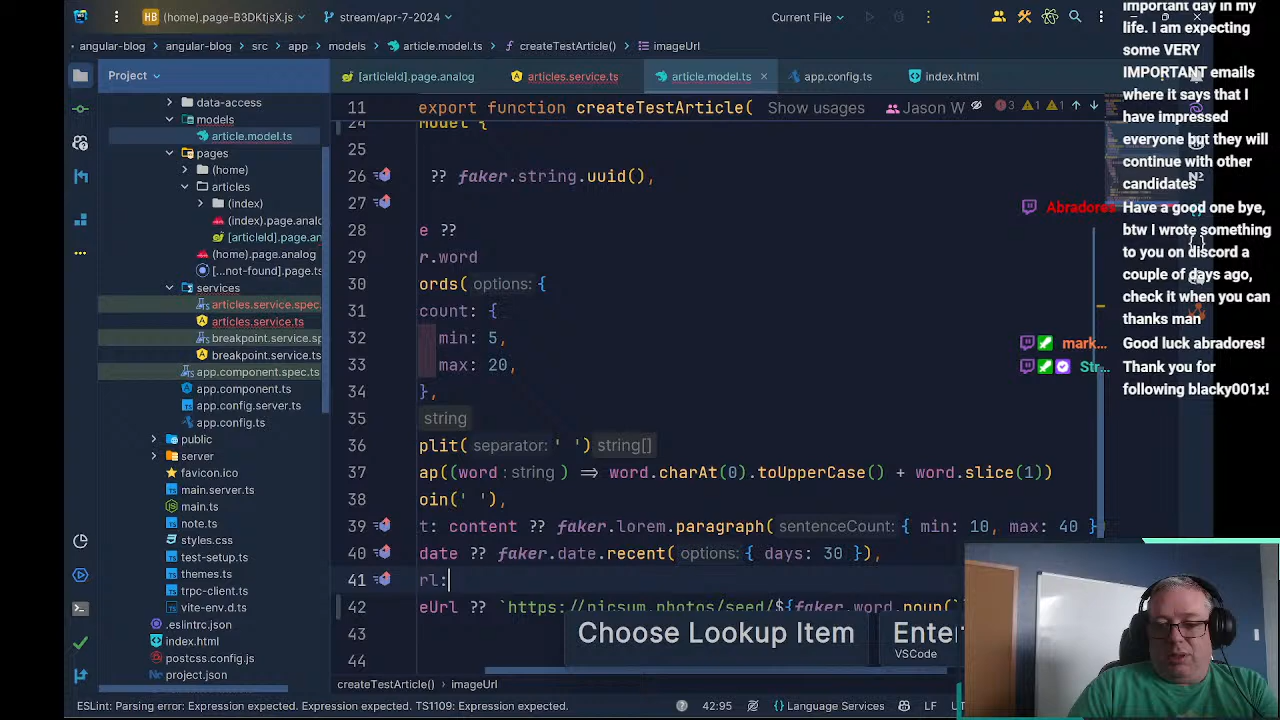 HB (home).page-B3DKtjsX.js stream/apr-7-2024 Current File
angular-blog angular-blog src app models article.model.ts createTestArticle() imageUrl
Project
[articleId].page.analog articles.service.ts article.model.ts app.config.ts index.html
11 export function createTestArticle( Show usages Jason W 3 1 1
data-access
models
article.model.ts
pages
(home)
articles
(index)
(index).page.analo
[articleId].page.an
(home).page.analog
[...not-found].page.ts
services
articles.service.spec.
articles.service.ts
breakpoint.service.sp
breakpoint.service.ts
app.component.spec.ts
app.component.ts
app.config.server.ts
app.config.ts
public
server
favicon.ico
main.server.ts
main.ts
note.ts
styles.css
test-setup.ts
themes.ts
trpc-client.ts
vite-env.d.ts
.eslintrc.json
index.html
postcss.config.js
project.json
24 Model {
25
26 ?? faker.string.uuid(),
27
28 e ??
29 r.word
30 ords( options: {
31 count: {
32 min: 5,
33 max: 20,
34 },
35 string
36 plit( separator: ' ') string[]
37 ap((word : string ) => word.charAt(0).toUpperCase() + word.slice(1))
38 oin(' '),
39 t: content ?? faker.lorem.paragraph( sentenceCount: { min: 10, max: 40 }
40 date ?? faker.date.recent( options: { days: 30 }),
41 rl:
42 eUrl ?? `https://picsum.photos/seed/${faker.word.noun(
43
44
Choose Lookup Item Enter
VSCode
createTestArticle() imageUrl
ESLint: Parsing error: Expression expected. Expression expected. TS1109: Expression expected. 42:95 Language Services LF
important day in my
life. I am expecting
some VERY
IMPORTANT emails
where it says that I
have impressed
everyone but they will
continue with other
candidates
Abradores Have a good one bye,
btw I wrote something
to you on discord a
couple of days ago,
check it when you can
thanks man
mark... Good luck abradores!
Str... Thank you for
following blacky001x!